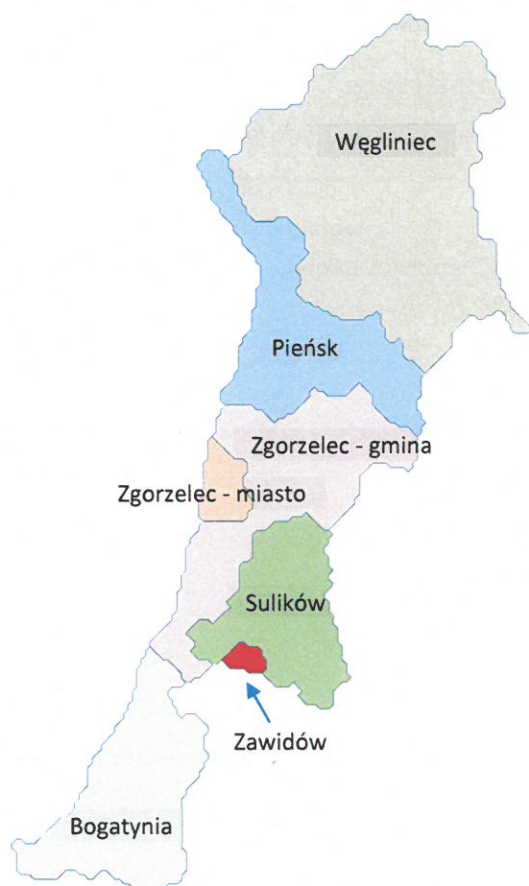 Węgliniec
Pieńsk
Zgorzelec - gmina
Zgorzelec - miasto
Sulików
Zawidów
Bogatynia